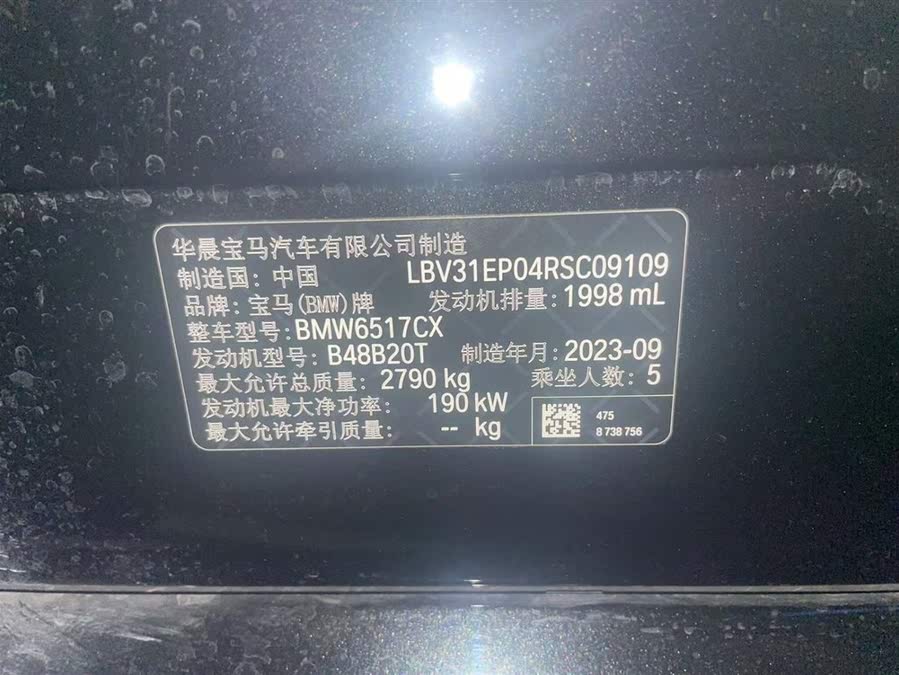 华晨宝马汽车有限公司制造
制造国: 中国 LBV31EP04RSC09109
品牌: 宝马(BMW)牌 发动机排量: 1998 mL
整车型号: BMW6517CX
发动机型号: B48B20T 制造年月: 2023-09
最大允许总质量: 2790 kg 乘坐人数: 5
发动机最大净功率: 190 kW
最大允许牵引质量: -- kg
475
8 738 756